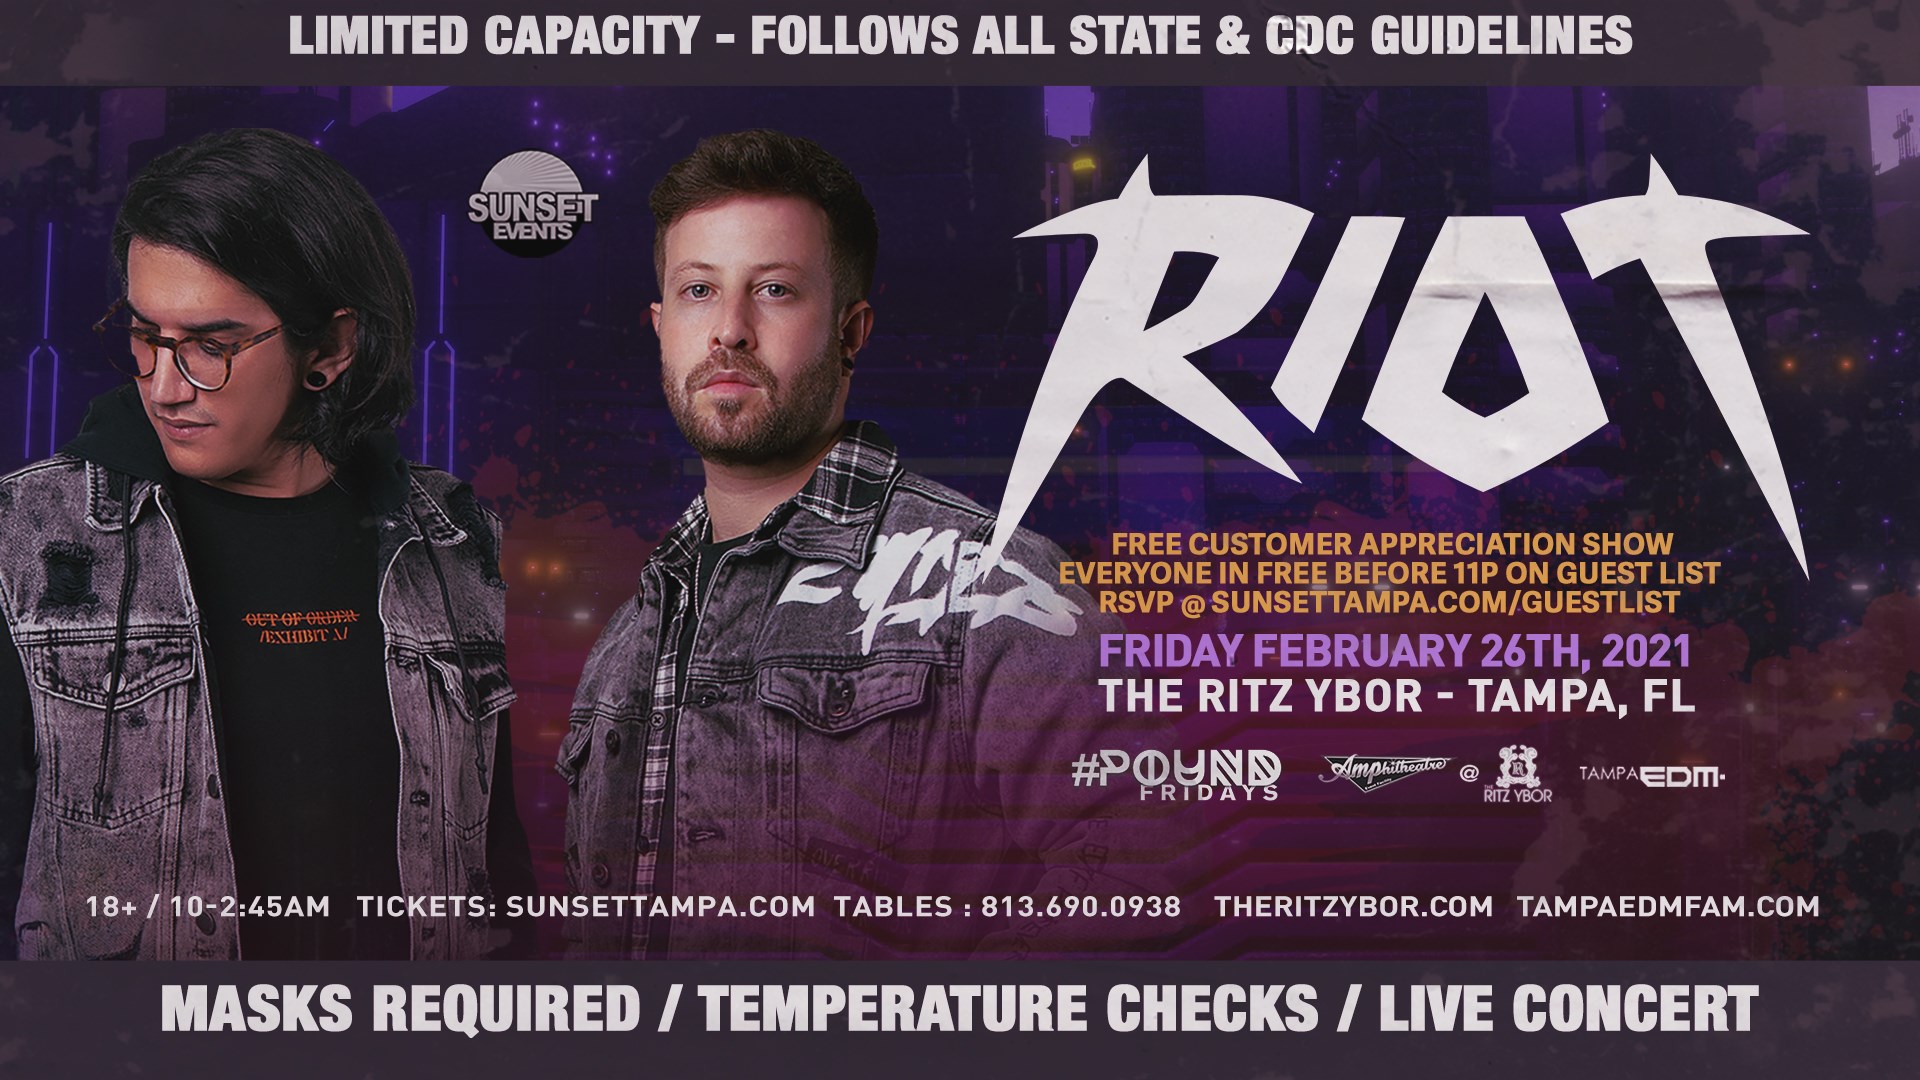 LIMITED CAPACITY - FOLLOWS ALL STATE & CDC GUIDELINES
SUNSET
EVENTS
RIOT
OUT OF ORDER
/EXHIBIT A/
FREE CUSTOMER APPRECIATION SHOW
EVERYONE IN FREE BEFORE 11P ON GUEST LIST
RSVP @ SUNSETTAMPA.COM/GUESTLIST
FRIDAY FEBRUARY 26TH, 2021
THE RITZ YBOR - TAMPA, FL
#POUND
FRIDAYS
Amphitheatre @
R
THE
RITZ YBOR
TAMPA EDM
18+ / 10-2:45AM TICKETS: SUNSETTAMPA.COM TABLES : 813.690.0938 THERITZYBOR.COM TAMPAEDMFAM.COM
MASKS REQUIRED / TEMPERATURE CHECKS / LIVE CONCERT